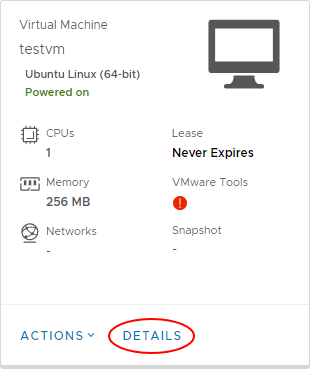 Virtual Machine
testvm
Ubuntu Linux (64-bit)
Powered on
CPUs
1
Lease
Never Expires
Memory
256 MB
VMware Tools
!
Networks
-
Snapshot
-
ACTIONS
DETAILS